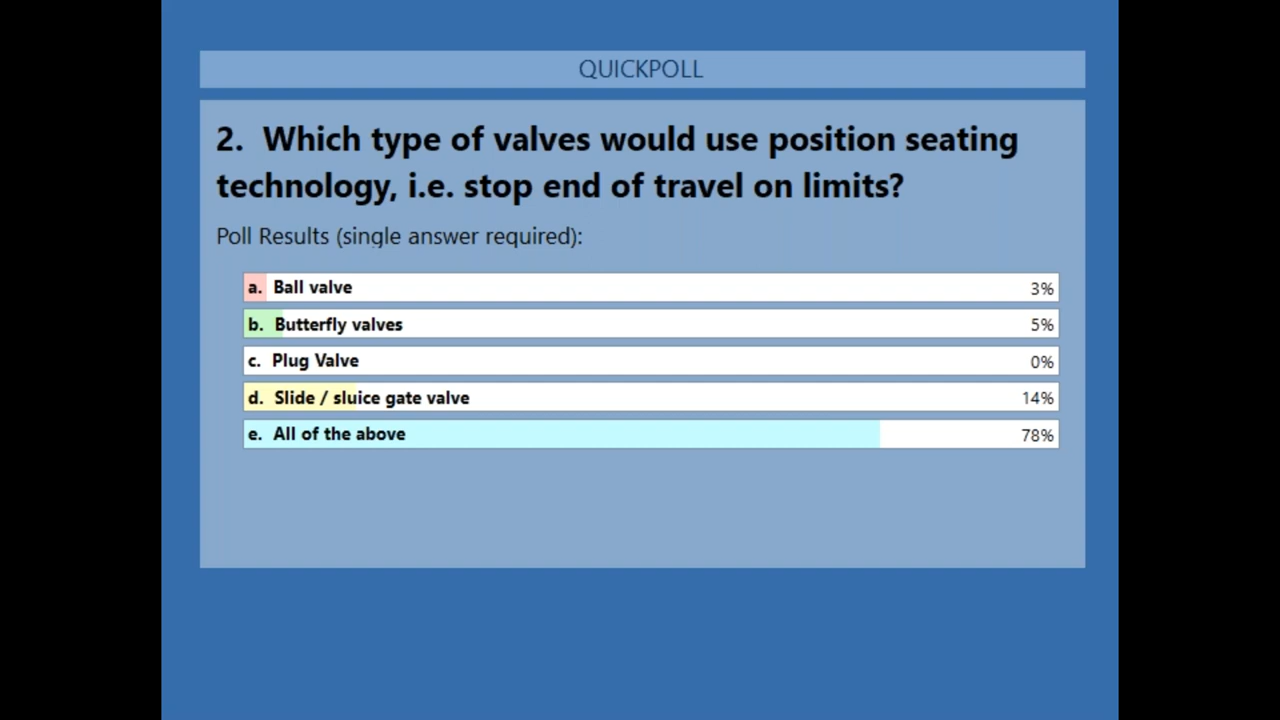 QUICKPOLL
2. Which type of valves would use position seating
technology, i.e. stop end of travel on limits?
Poll Results (single answer required):
a. Ball valve 3%
b. Butterfly valves 5%
c. Plug Valve 0%
d. Slide / sluice gate valve 14%
e. All of the above 78%